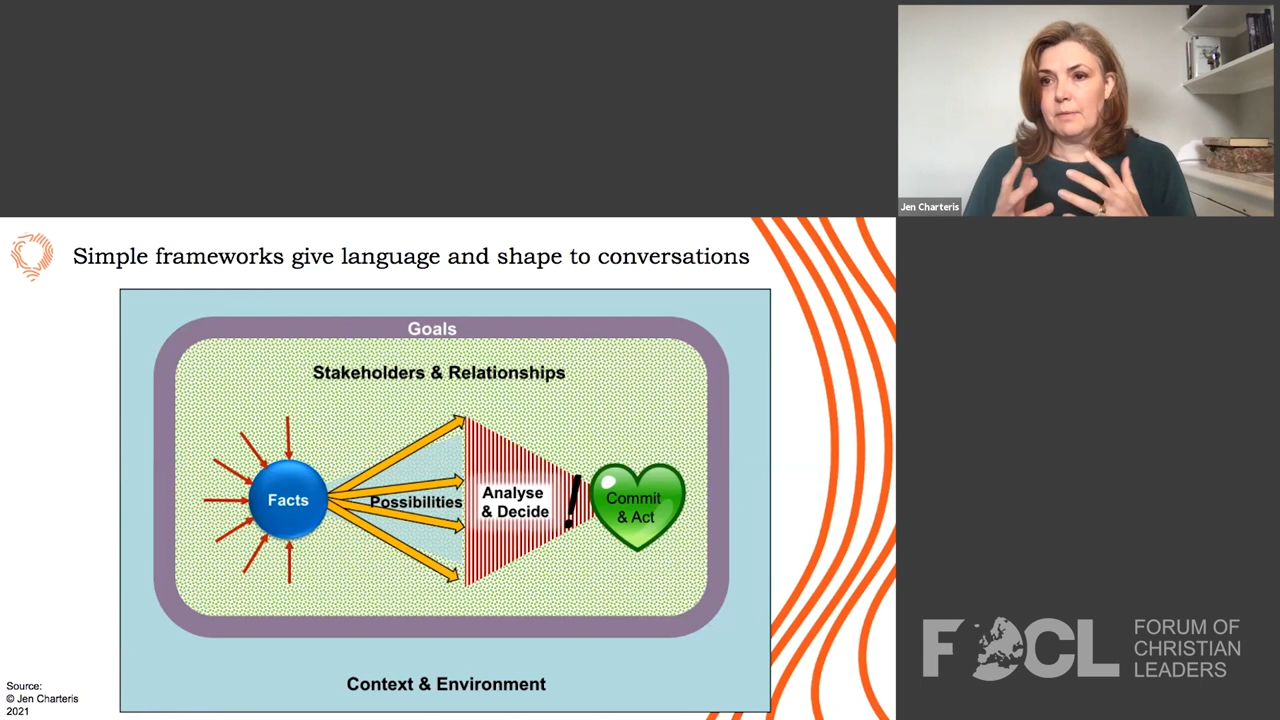 Jen Charteris
Simple frameworks give language and shape to conversations
Goals
Stakeholders & Relationships
Facts
Possibilities
Analyse
& Decide
!
Commit
& Act
Context & Environment
Source:
© Jen Charteris
2021
FOCL
FORUM OF
CHRISTIAN
LEADERS